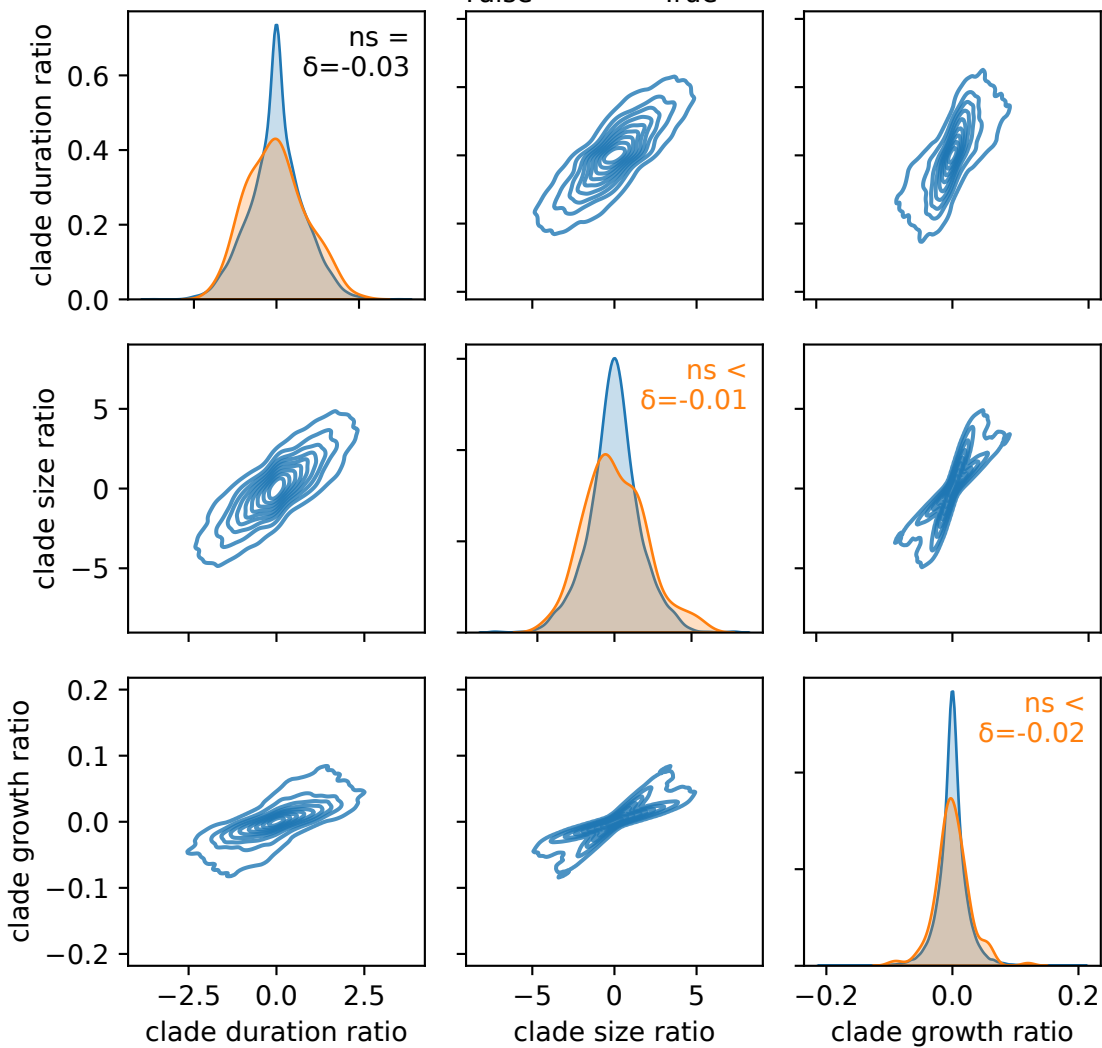 clade duration ratio
0.6
0.4
0.2
0.0
ns =
δ=-0.03
clade size ratio
5
0
−5
ns <
δ=-0.01
clade growth ratio
0.2
0.1
0.0
−0.1
−0.2
ns <
δ=-0.02
−2.5
0.0
2.5
−5
0
5
−0.2
0.0
0.2
clade duration ratio
clade size ratio
clade growth ratio